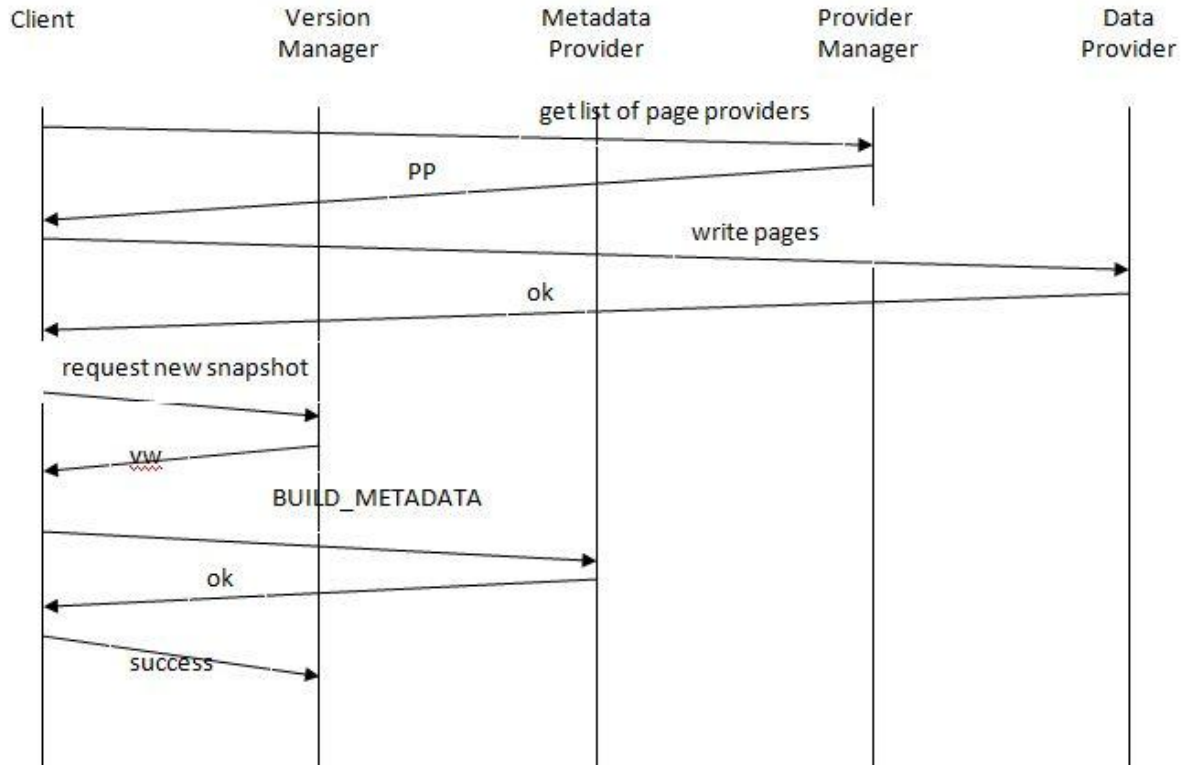 Client
Version
Manager
Metadata
Provider
Provider
Manager
Data
Provider
get list of page providers
PP
write pages
ok
request new snapshot
vw
BUILD_METADATA
ok
success